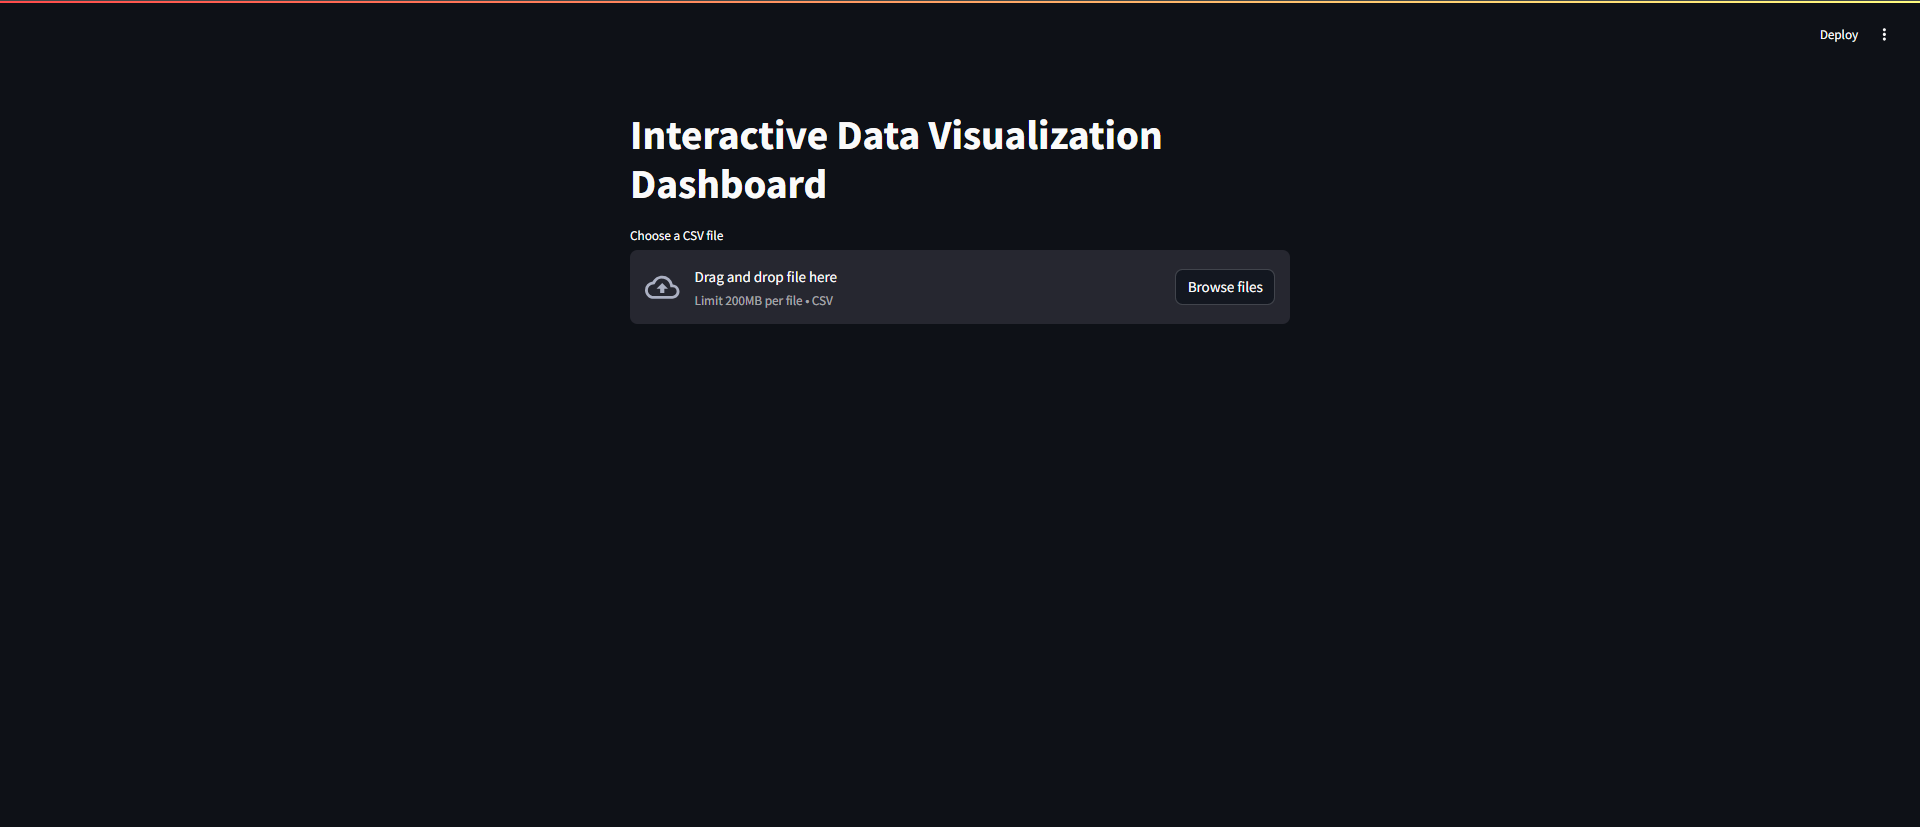 Deploy
Interactive Data Visualization
Dashboard
Choose a CSV file
Drag and drop file here
Limit 200MB per file • CSV
Browse files